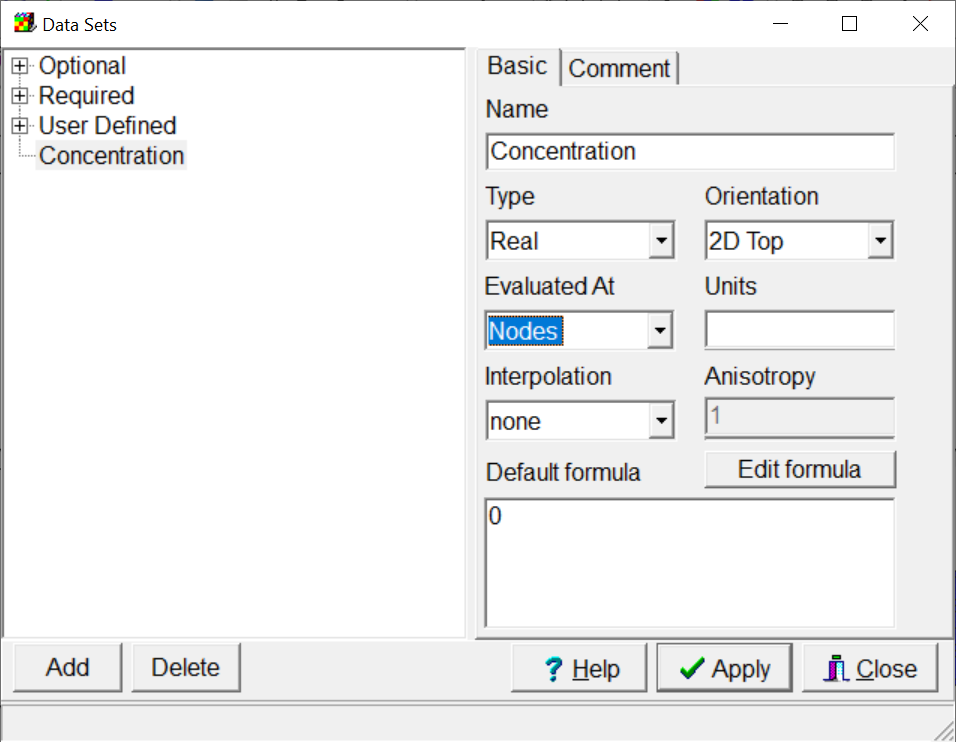 Data Sets
Optional
Required
User Defined
Concentration
Basic Comment
Name
Concentration
Type Orientation
Real 2D Top
Evaluated At Units
Nodes
Interpolation Anisotropy
none 1
Default formula Edit formula
0
Add Delete Help Apply Close